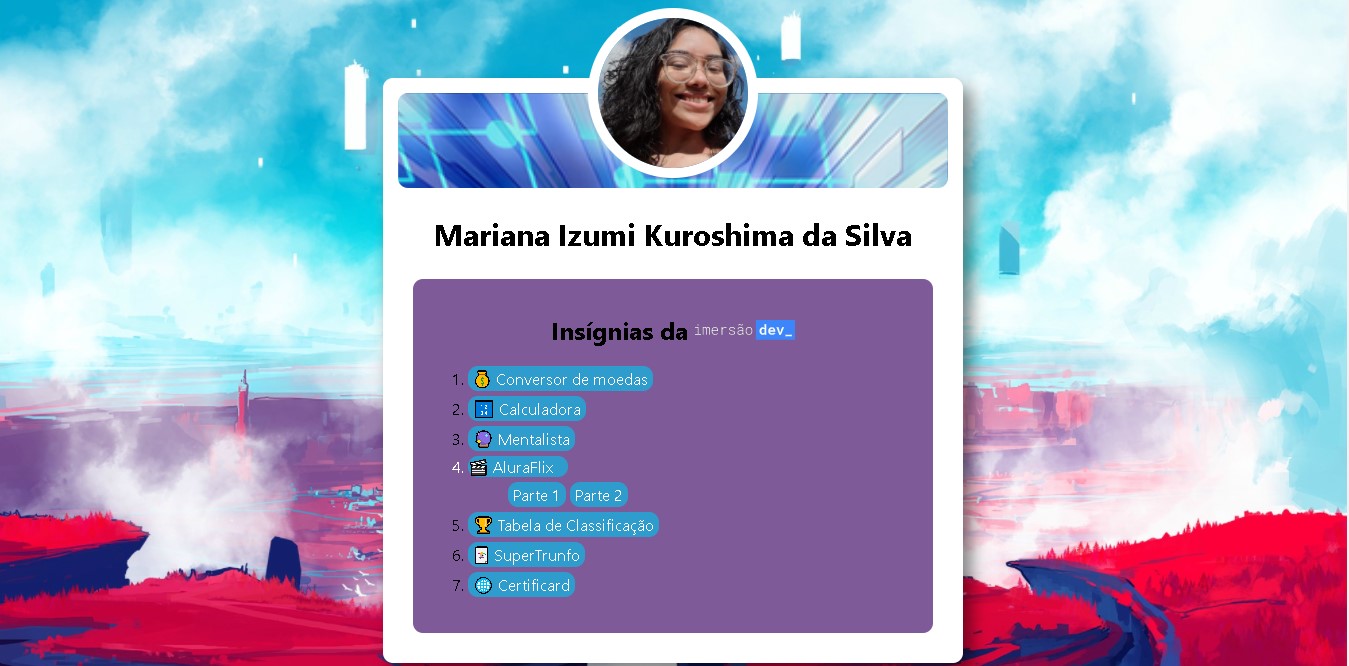 Mariana Izumi Kuroshima da Silva
Insígnias da imersão dev_
1. Conversor de moedas
2. Calculadora
3. Mentalista
4. AluraFlix
Parte 1 Parte 2
5. Tabela de Classificação
6. SuperTrunfo
7. Certificard